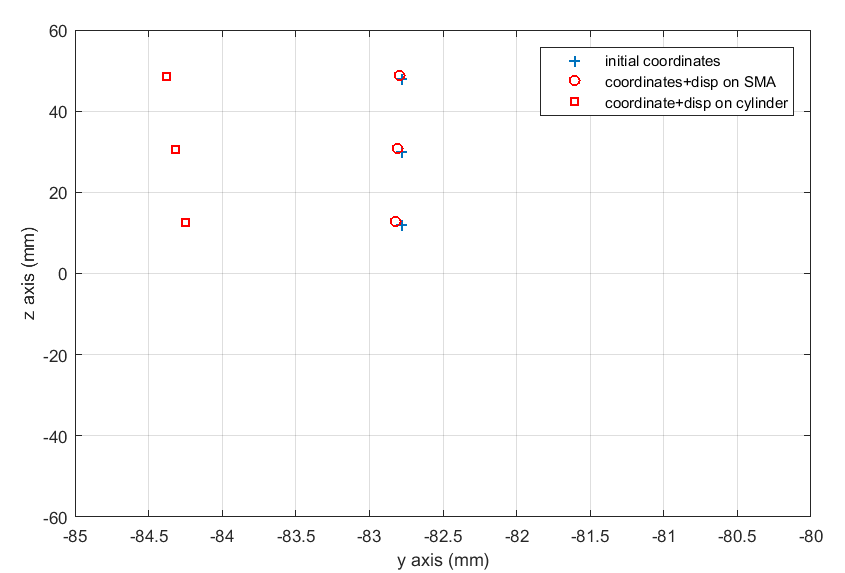 60
40
20
0
-20
-40
-60
z axis (mm)
initial coordinates
coordinates+disp on SMA
coordinate+disp on cylinder
-85 -84.5 -84 -83.5 -83 -82.5 -82 -81.5 -81 -80.5 -80
y axis (mm)